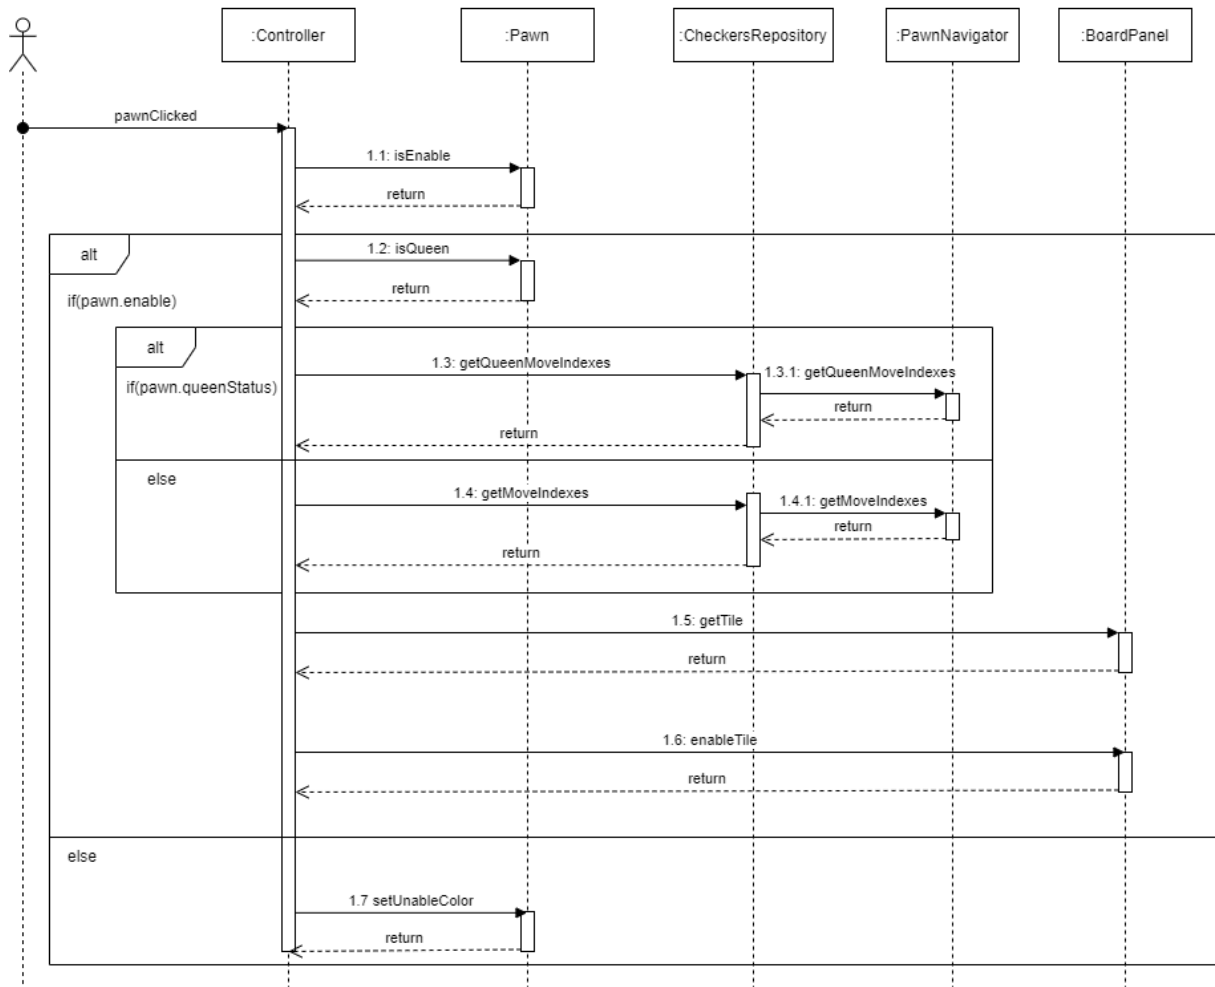 :Controller
:Pawn
:CheckersRepository
:PawnNavigator
:BoardPanel
pawnClicked
1.1: isEnable
return
alt
1.2: isQueen
return
if(pawn.enable)
alt
1.3: getQueenMoveIndexes
1.3.1: getQueenMoveIndexes
if(pawn.queenStatus)
return
return
else
1.4: getMoveIndexes
1.4.1: getMoveIndexes
return
return
1.5: getTile
return
1.6: enableTile
return
else
1.7 setUnableColor
return